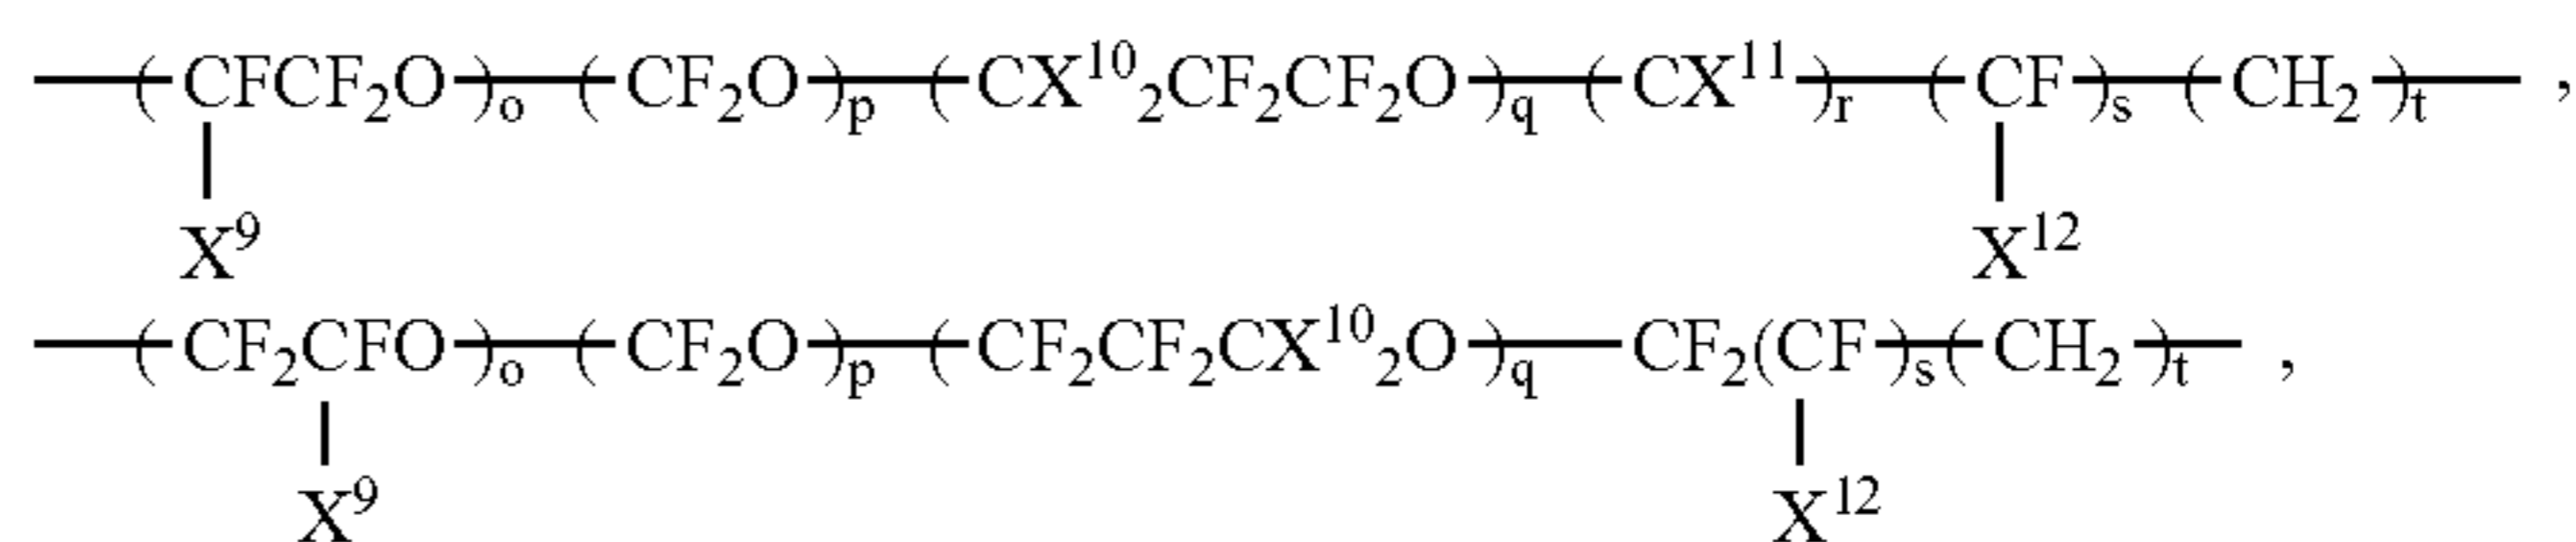 —( CFCF₂O —)ₒ—( CF₂O —)ₚ—( CX¹⁰₂CF₂CF₂O —)q—( CX¹¹ —)ᵣ—( CF —)ₛ—( CH₂ —)ₜ— ,
X⁹ X¹²
—( CF₂CFO —)ₒ—( CF₂O —)ₚ—( CF₂CF₂CX¹⁰₂O —)q— CF₂(CF —)ₛ—( CH₂ —)ₜ— ,
X⁹ X¹²